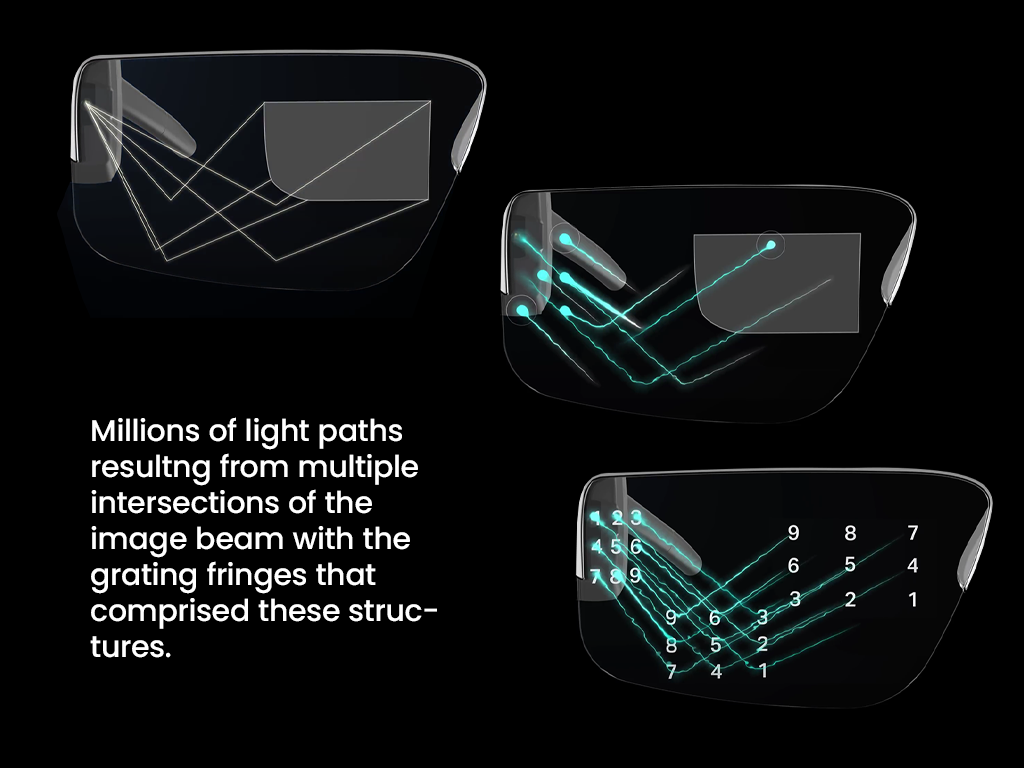 Millions of light paths
resultng from multiple
intersections of the
image beam with the
grating fringes that
comprised these struc-
tures.
1 2 3
4 5 6
7 8 9
9 8 7
6 5 4
3 2 1
9 6 3
8 5 2
7 4 1